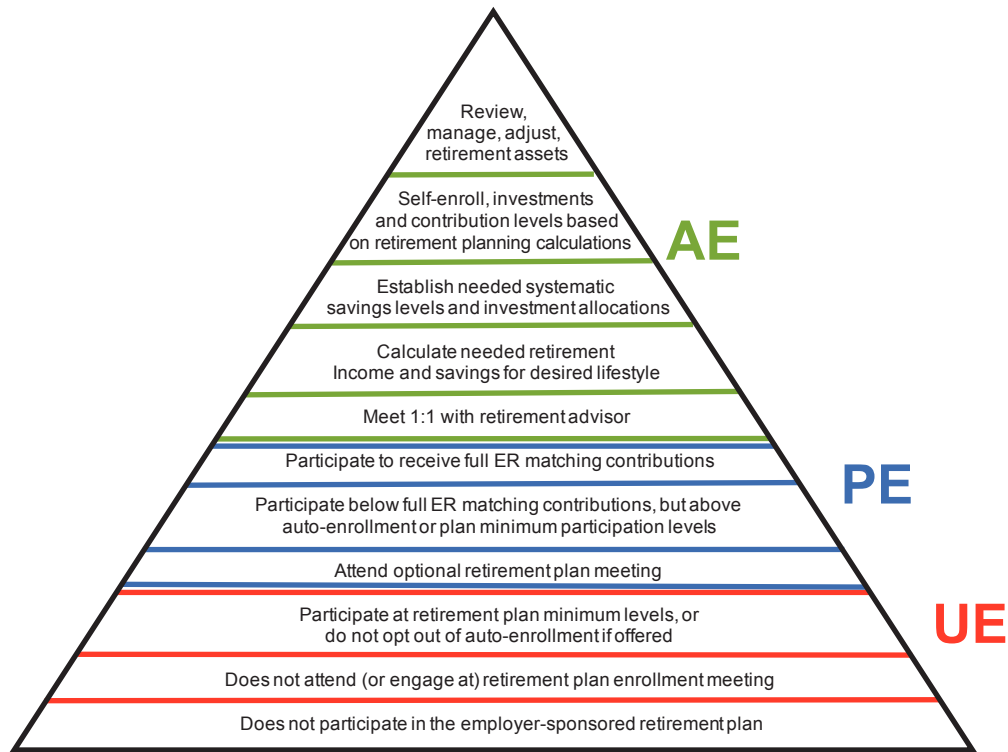 Review,
manage, adjust,
retirement assets
Self-enroll, investments
and contribution levels based
on retirement planning calculations
AE
Establish needed systematic
savings levels and investment allocations
Calculate needed retirement
Income and savings for desired lifestyle
Meet 1:1 with retirement advisor
Participate to receive full ER matching contributions
PE
Participate below full ER matching contributions, but above
auto-enrollment or plan minimum participation levels
Attend optional retirement plan meeting
Participate at retirement plan minimum levels, or
do not opt out of auto-enrollment if offered
UE
Does not attend (or engage at) retirement plan enrollment meeting
Does not participate in the employer-sponsored retirement plan